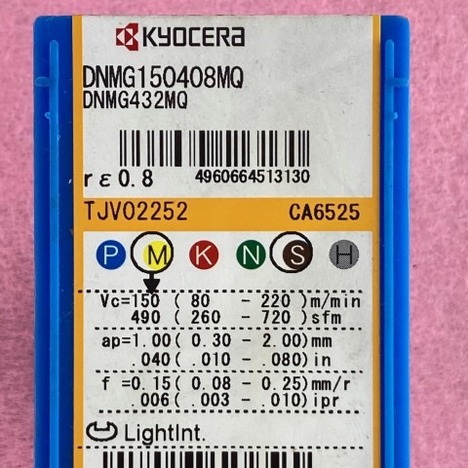 KYOCERA
DNMG150408MQ
DNMG432MQ
rε0.8 4960664513130
TJV02252 CA6525
P M K N S H
Vc=150 ( 80 - 220 )m/min
490 ( 260 - 720 )sfm
ap=1.00( 0.30 - 2.00)mm
.040( .010 - .080)in
f =0.15( 0.08 - 0.25)mm/r
.006( .003 - .010)ipr
LightInt.